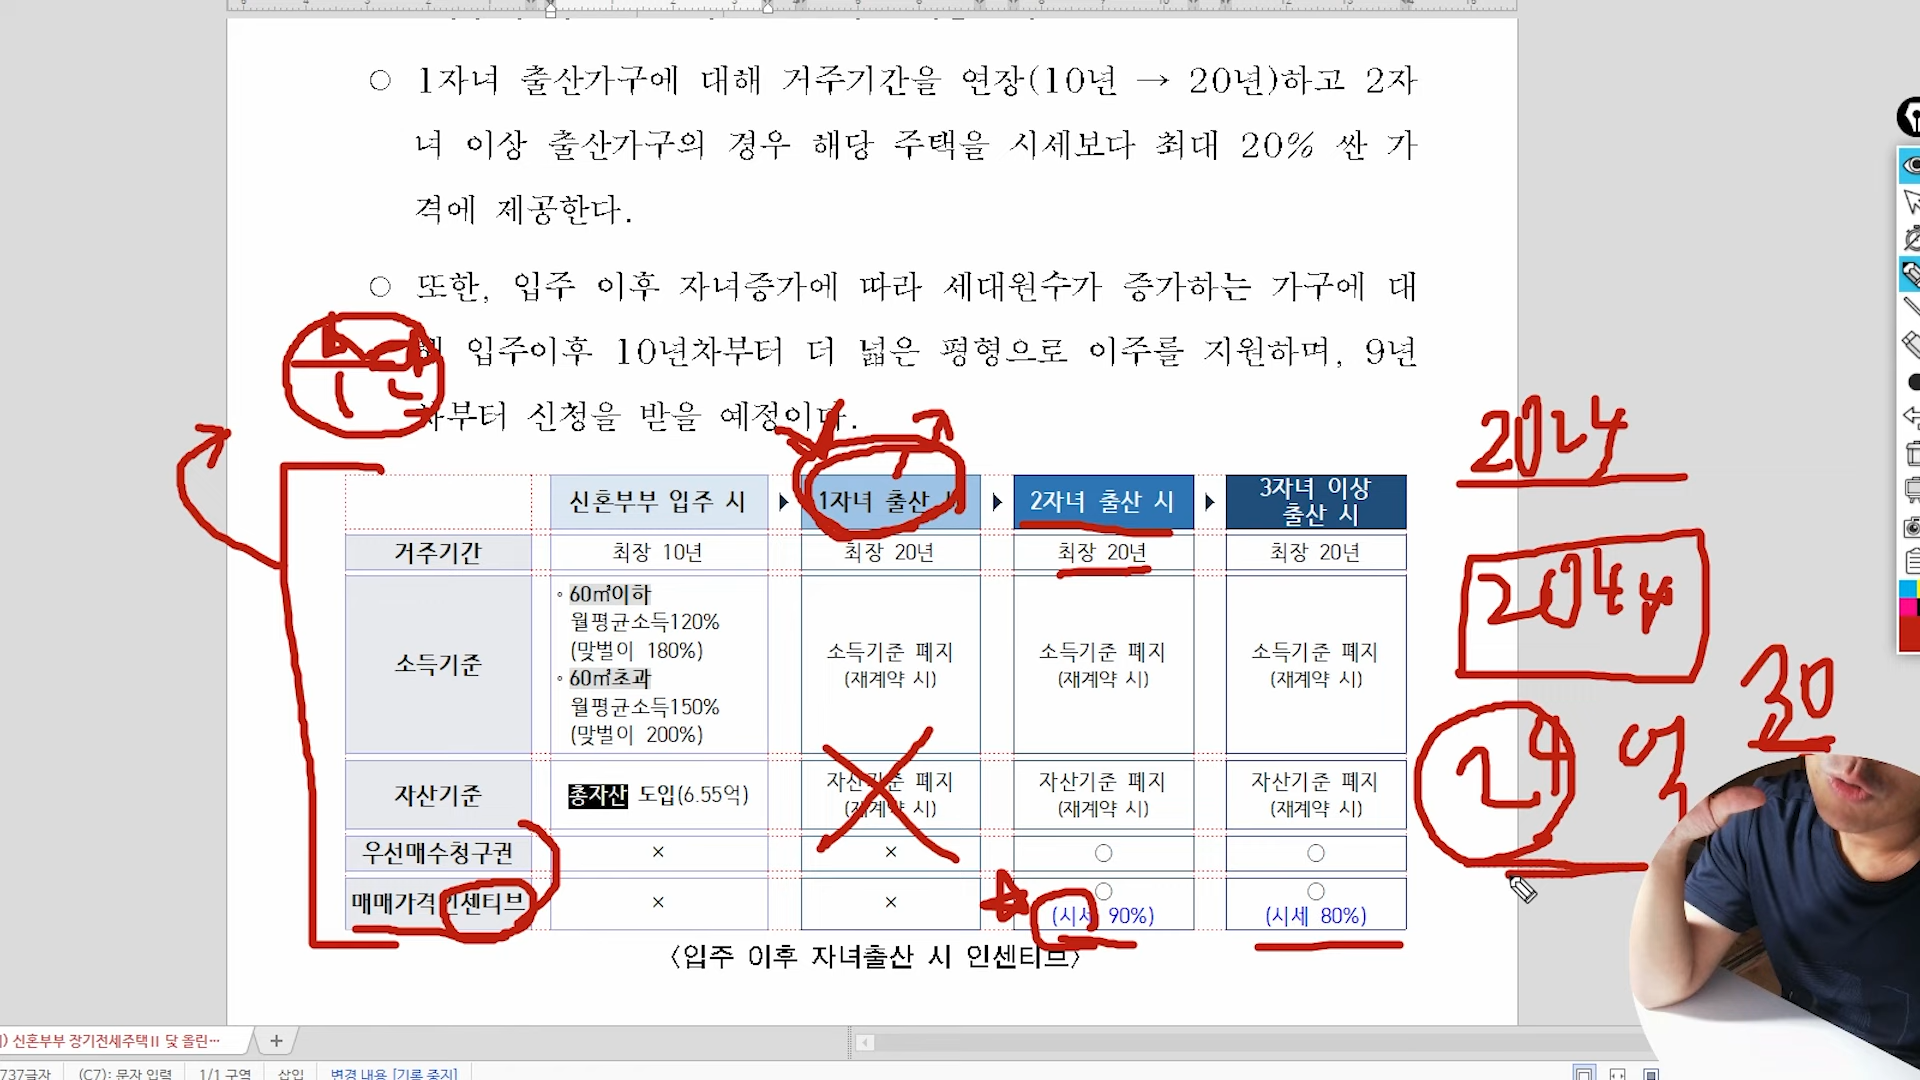 ○ 1자녀 출산가구에 대해 거주기간을 연장(10년 → 20년)하고 2자
녀 이상 출산가구의 경우 해당 주택을 시세보다 최대 20% 싼 가
격에 제공한다.
○ 또한, 입주 이후 자녀증가에 따라 세대원수가 증가하는 가구에 대
입주이후 10년차부터 더 넓은 평형으로 이주를 지원하며, 9년
차부터 신청을 받을 예정이다.
2024
신혼부부 입주 시 ▶ 1자녀 출산 시 ▶ 2자녀 출산 시 ▶ 3자녀 이상 출산 시
거주기간 최장 10년 최장 20년 최장 20년 최장 20년
2044
소득기준
◦ 60㎡이하
월평균소득120%
(맞벌이 180%)
◦ 60㎡초과
월평균소득150%
(맞벌이 200%)
소득기준 폐지 (재계약 시)
소득기준 폐지 (재계약 시)
소득기준 폐지 (재계약 시)
30
24억
자산기준 총자산 도입(6.55억)
자산기준 폐지 (재계약 시)
자산기준 폐지 (재계약 시)
자산기준 폐지 (재계약 시)
우선매수청구권 × × ○ ○
매매가격인센티브 × × ○ (시세 90%) ○ (시세 80%)
〈입주 이후 자녀출산 시 인센티브〉
) 신혼부부 장기전세주택Ⅱ 닻 올린…
737글자 (C7): 문자 입력 1/1 구역 삽입 변경 내용 [기록 중지]